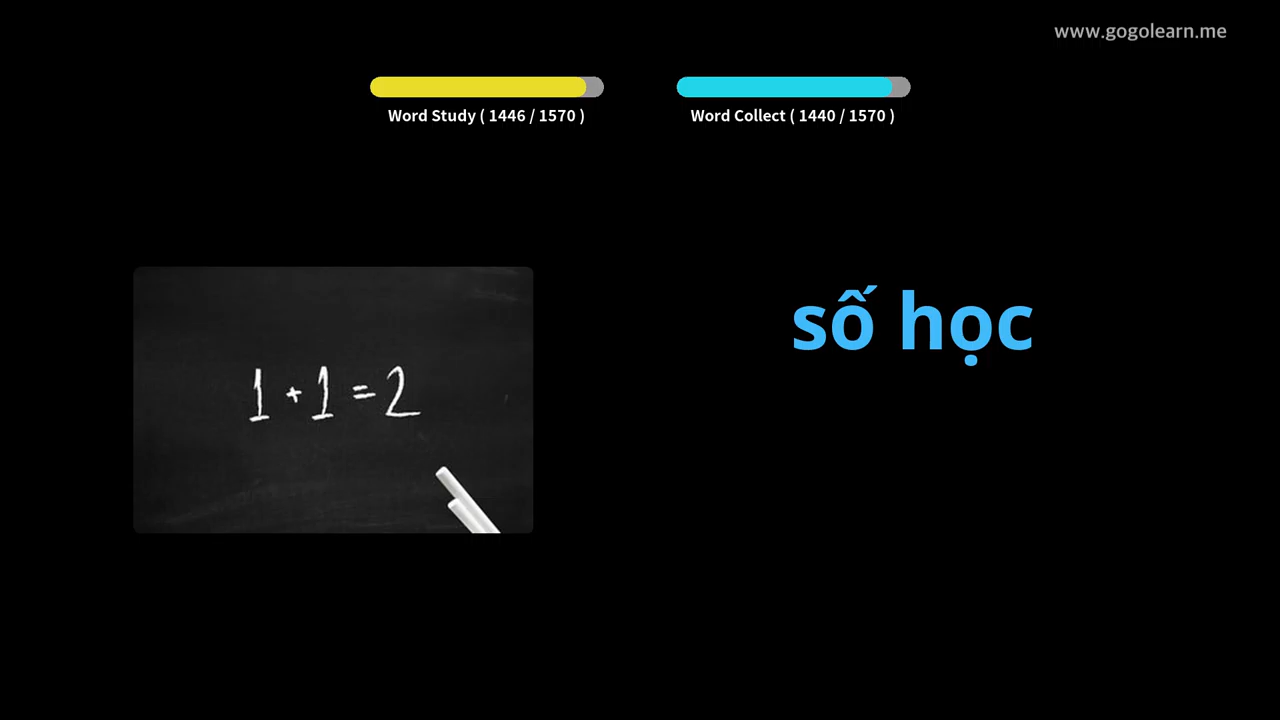 www.gogolearn.me
Word Study ( 1446 / 1570 )
Word Collect ( 1440 / 1570 )
số học
1 + 1 = 2